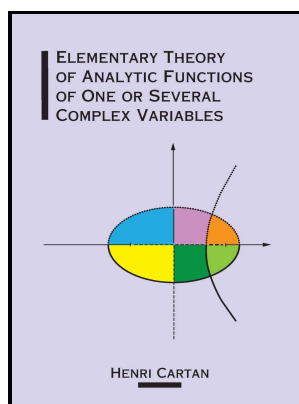 ELEMENTARY THEORY
OF ANALYTIC FUNCTIONS
OF ONE OR SEVERAL
COMPLEX VARIABLES
HENRI CARTAN